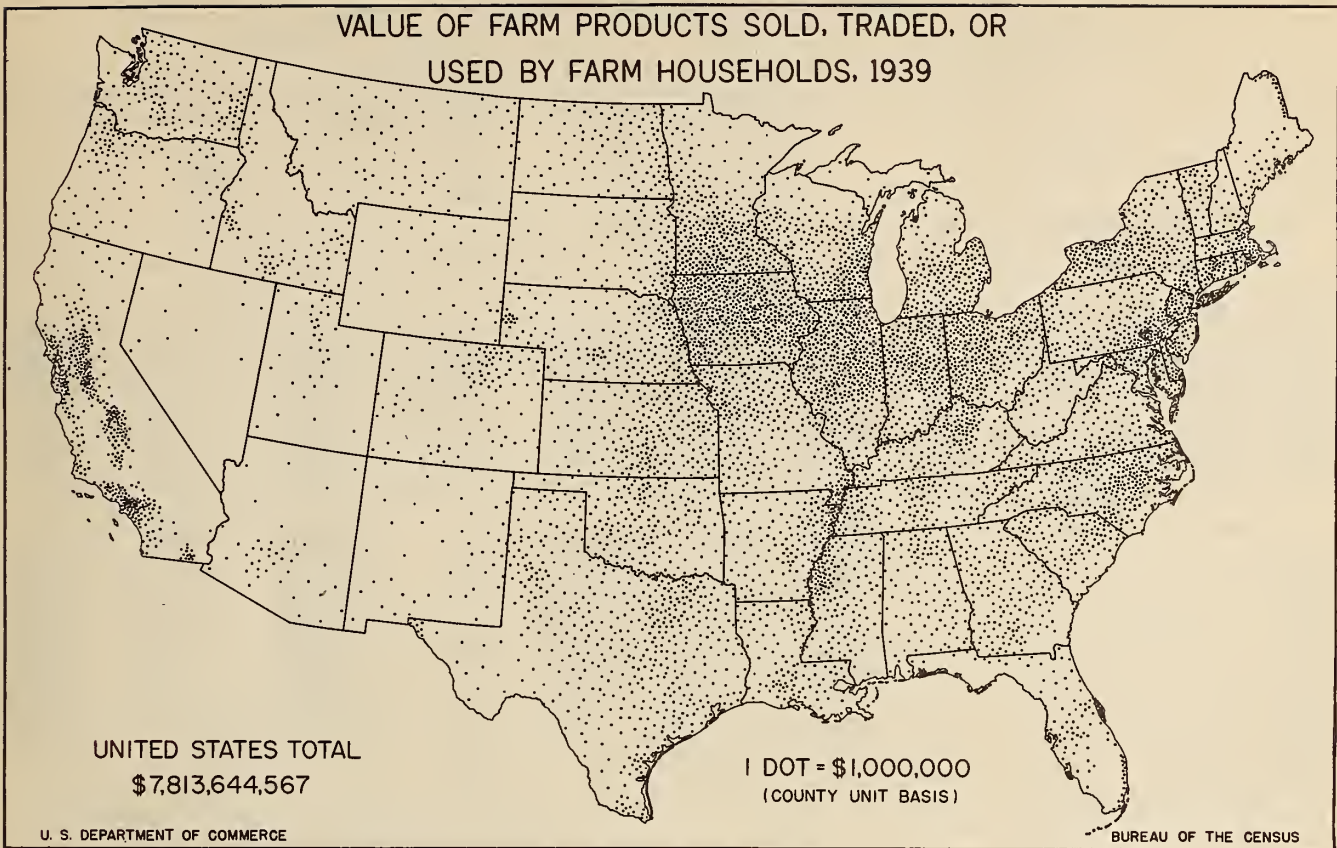 VALUE OF FARM PRODUCTS SOLD, TRADED, OR
USED BY FARM HOUSEHOLDS, 1939
UNITED STATES TOTAL
$7,813,644,567
1 DOT = $1,000,000
(COUNTY UNIT BASIS)
U. S. DEPARTMENT OF COMMERCE
BUREAU OF THE CENSUS